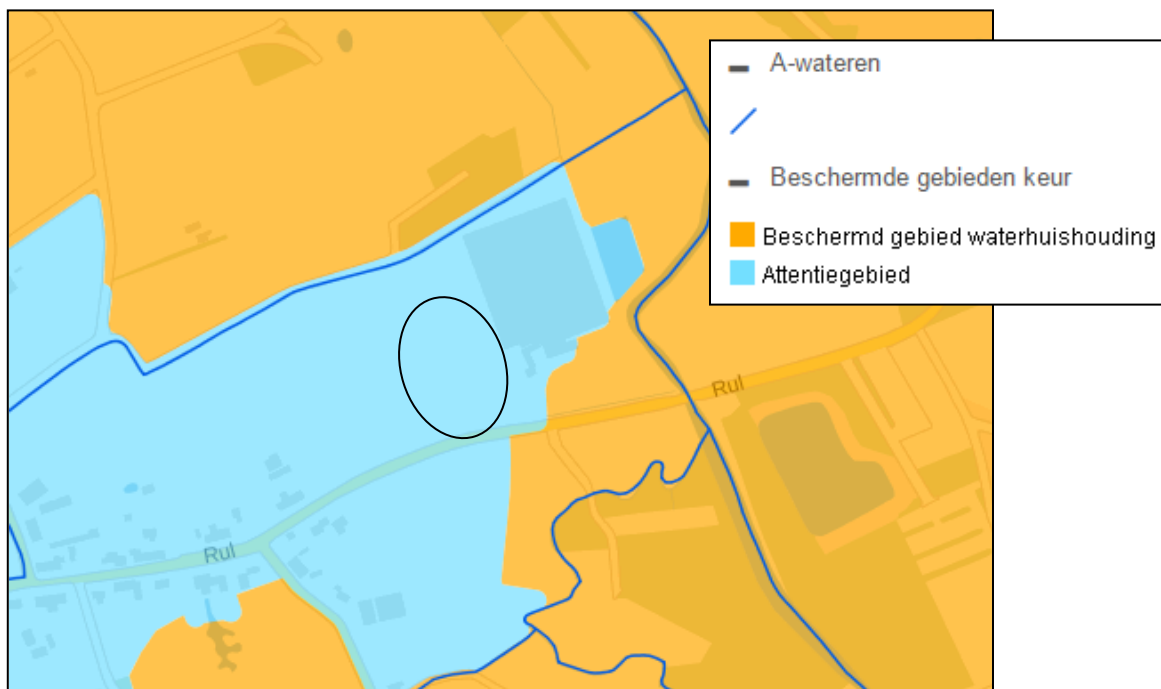 A-wateren
Beschermde gebieden keur
Beschermd gebied waterhuishouding
Attentiegebied
Rul
Rul